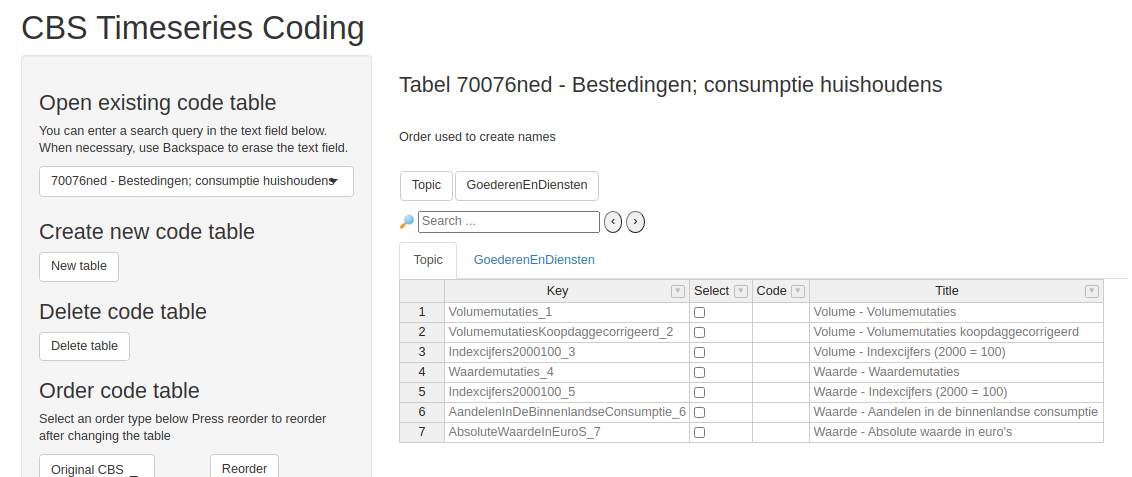 CBS Timeseries Coding
Open existing code table
You can enter a search query in the text field below.
When necessary, use Backspace to erase the text field.
70076ned - Bestedingen; consumptie huishoudens
Create new code table
New table
Delete code table
Delete table
Order code table
Select an order type below Press reorder to reorder
after changing the table
Original CBS
Reorder
Tabel 70076ned - Bestedingen; consumptie huishoudens
Order used to create names
Topic GoederenEnDiensten
Search ... ‹ ›
Topic GoederenEnDiensten
Key Select Code Title
1 Volumemutaties_1 Volume - Volumemutaties
2 VolumemutatiesKoopdaggecorrigeerd_2 Volume - Volumemutaties koopdaggecorrigeerd
3 Indexcijfers2000100_3 Volume - Indexcijfers (2000 = 100)
4 Waardemutaties_4 Waarde - Waardemutaties
5 Indexcijfers2000100_5 Waarde - Indexcijfers (2000 = 100)
6 AandelenInDeBinnenlandseConsumptie_6 Waarde - Aandelen in de binnenlandse consumptie
7 AbsoluteWaardeInEuroS_7 Waarde - Absolute waarde in euro's